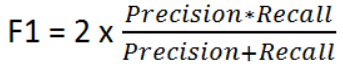 F1 = 2 x Precision*Recall
Precision+Recall